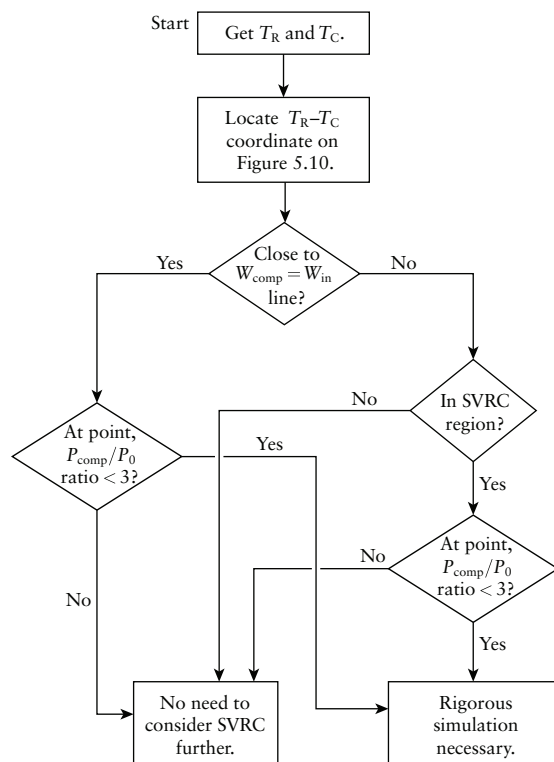 Start
Get T_R and T_C.
Locate T_R–T_C
coordinate on
Figure 5.10.
Close to
W_comp = W_in
line?
Yes
No
In SVRC
region?
No
Yes
At point,
P_comp/P_0
ratio < 3?
Yes
No
At point,
P_comp/P_0
ratio < 3?
No
Yes
No need to
consider SVRC
further.
Rigorous
simulation
necessary.